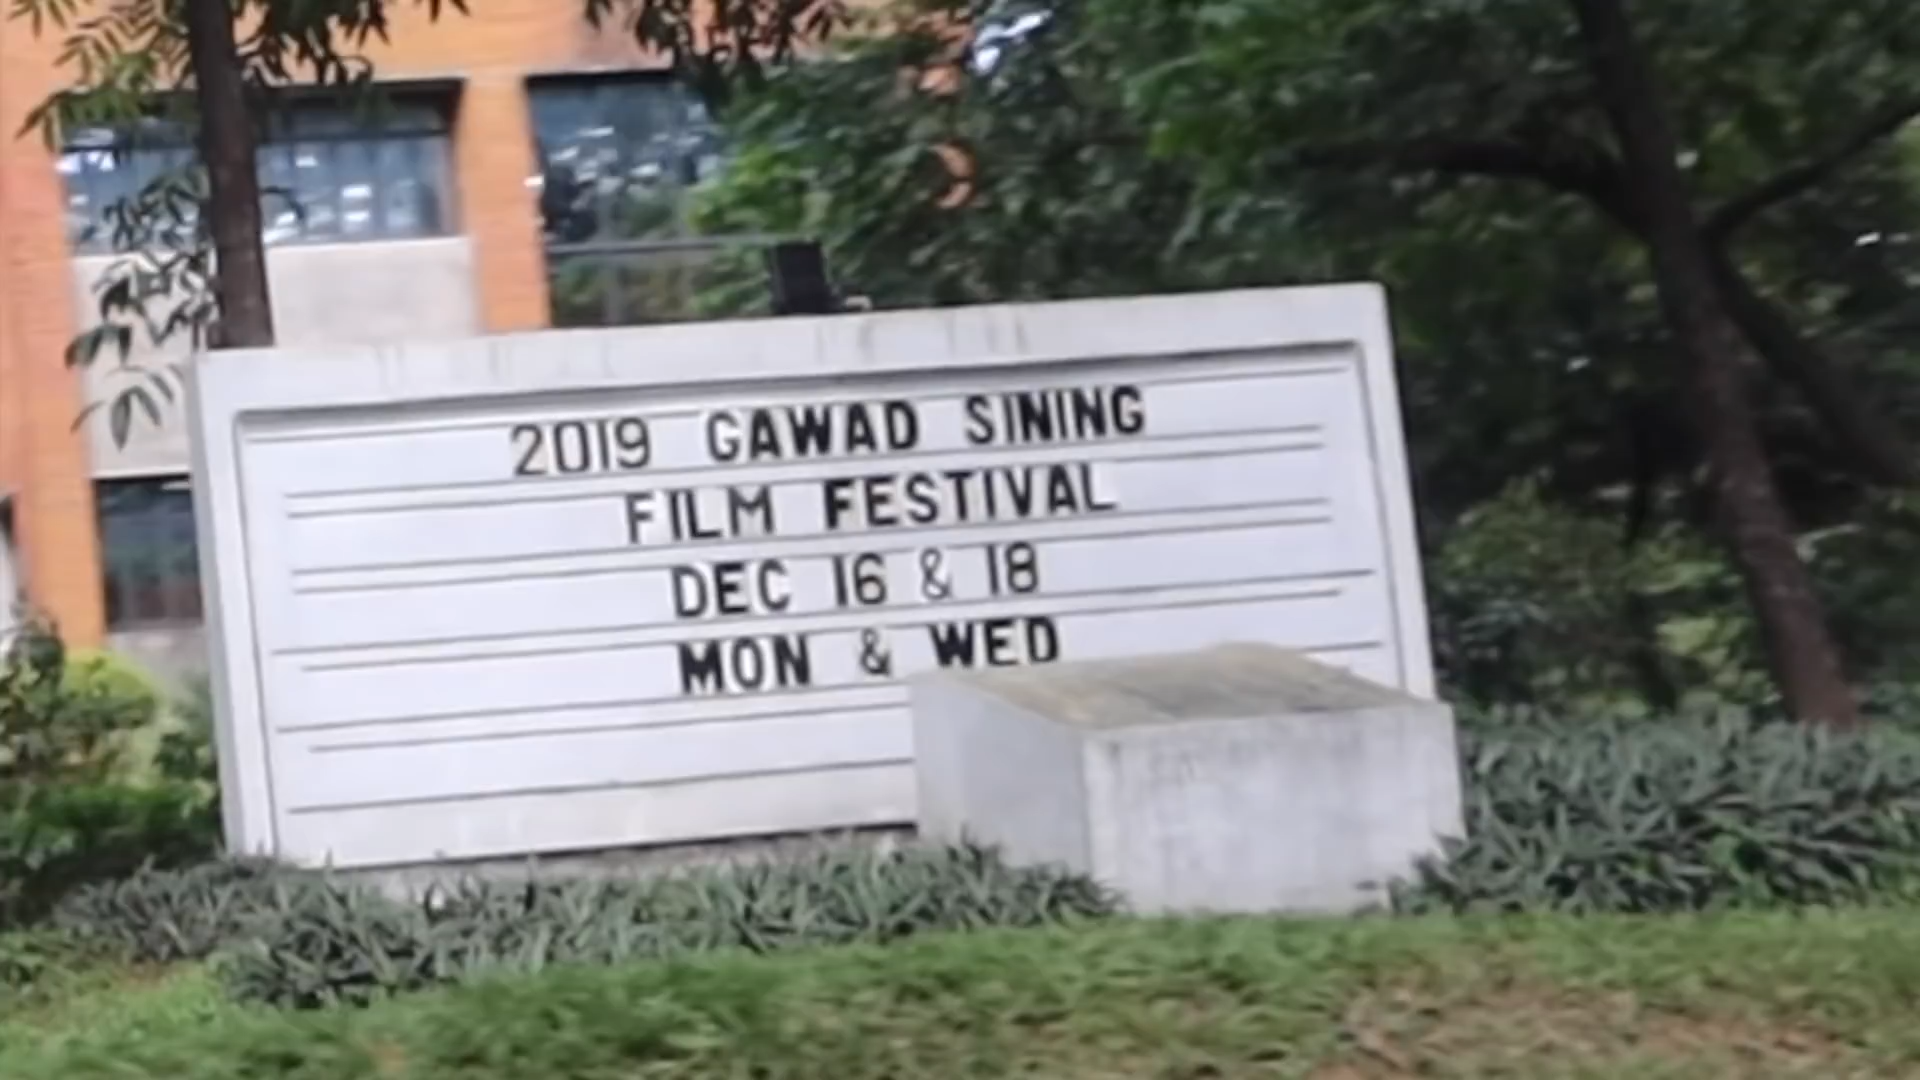 2019 GAWAD SINING
FILM FESTIVAL
DEC 16 & 18
MON & WED